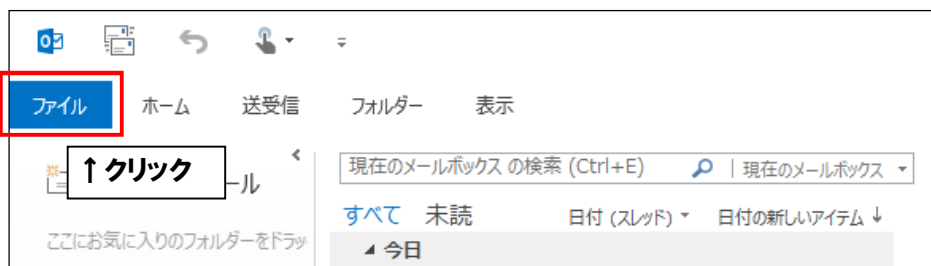 ファイル ホーム 送受信 フォルダー 表示
↑クリック
ール
現在のメールボックス の検索 (Ctrl+E) 現在のメールボックス
すべて 未読 日付 (スレッド) 日付の新しいアイテム ↓
ここにお気に入りのフォルダーをドラッ
今日